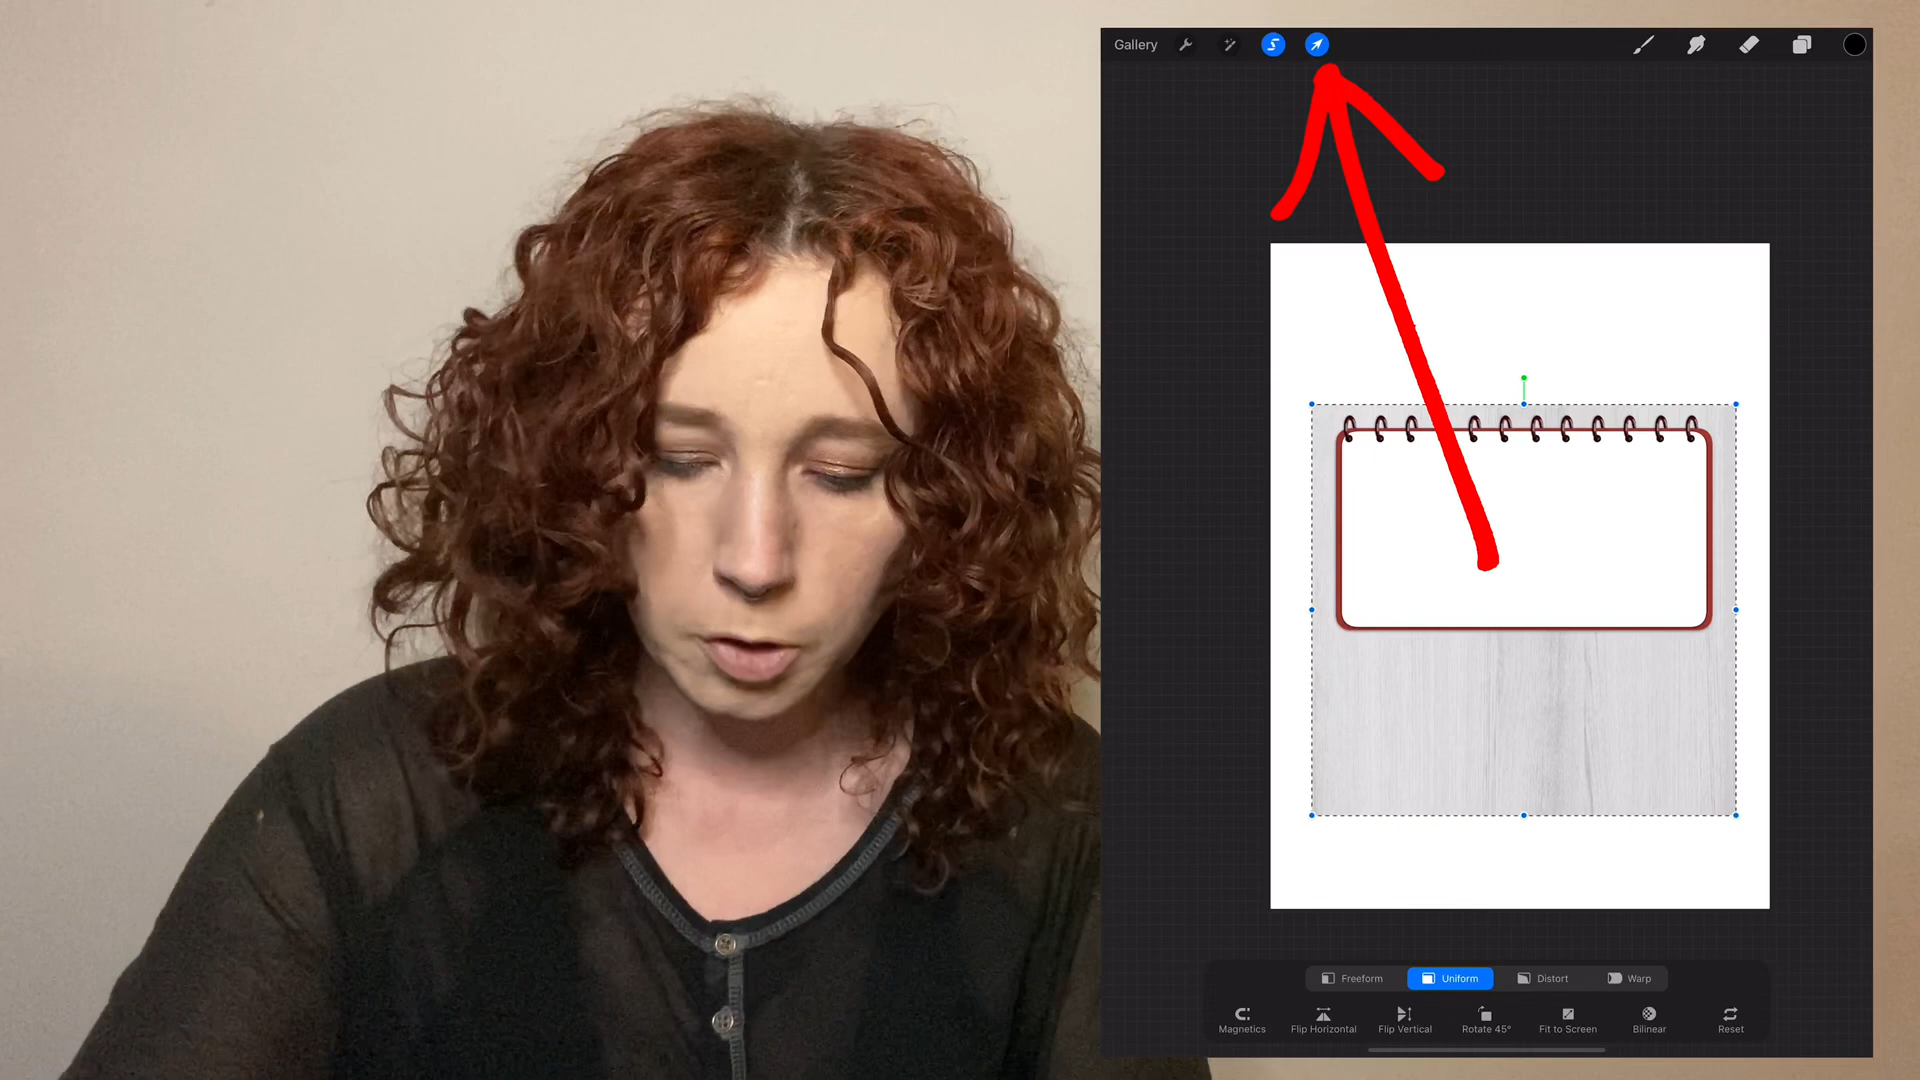 Gallery
Freeform Uniform Distort Warp
Magnetics Flip Horizontal Flip Vertical Rotate 45° Fit to Screen Bilinear Reset